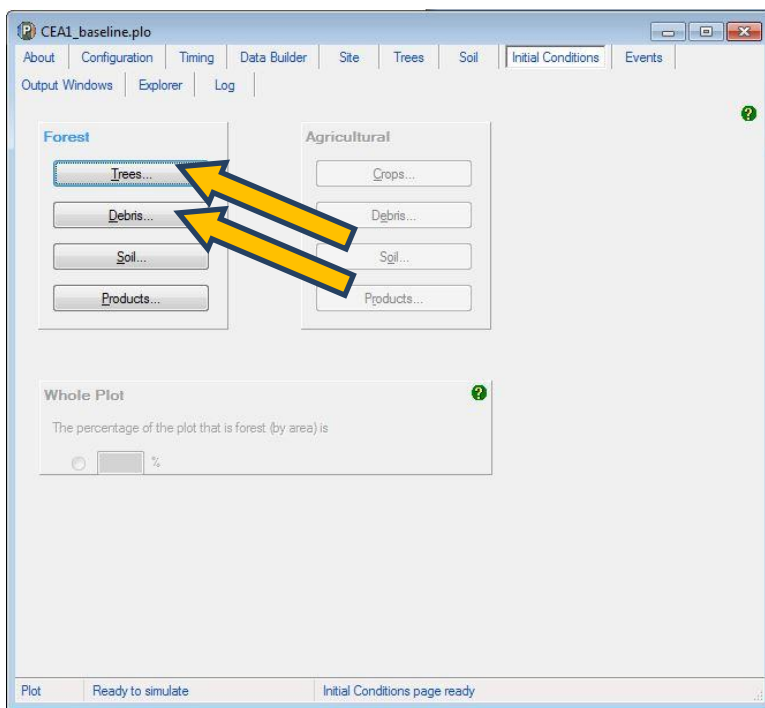 CEA1_baseline.plo
About Configuration Timing Data Builder Site Trees Soil Initial Conditions Events
Output Windows Explorer Log
Forest
Trees...
Debris...
Soil...
Products...
Agricultural
Crops...
Debris...
Soil...
Products...
Whole Plot
The percentage of the plot that is forest (by area) is
%
Plot Ready to simulate Initial Conditions page ready